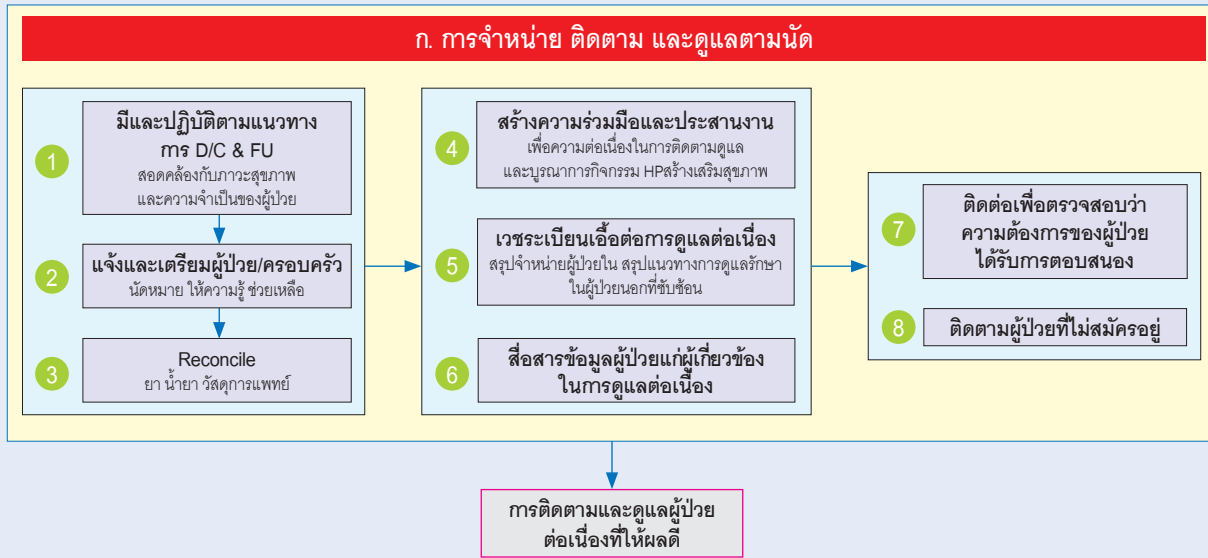 ก. การจำหน่าย ติดตาม และดูแลตามนัด
1
มีและปฏิบัติตามแนวทาง
การ D/C & FU
สอดคล้องกับภาวะสุขภาพ
และความจำเป็นของผู้ป่วย
2
แจ้งและเตรียมผู้ป่วย/ครอบครัว
นัดหมาย ให้ความรู้ ช่วยเหลือ
3
Reconcile
ยา น้ำยา วัสดุการแพทย์
4
สร้างความร่วมมือและประสานงาน
เพื่อความต่อเนื่องในการติดตามดูแล
และบูรณาการกิจกรรม HPสร้างเสริมสุขภาพ
5
เวชระเบียนเอื้อต่อการดูแลต่อเนื่อง
สรุปจำหน่ายผู้ป่วยใน สรุปแนวทางการดูแลรักษา
ในผู้ป่วยนอกที่ซับซ้อน
6
สื่อสารข้อมูลผู้ป่วยแก่ผู้เกี่ยวข้อง
ในการดูแลต่อเนื่อง
7
ติดต่อเพื่อตรวจสอบว่า
ความต้องการของผู้ป่วย
ได้รับการตอบสนอง
8
ติดตามผู้ป่วยที่ไม่สมัครอยู่
การติดตามและดูแลผู้ป่วย
ต่อเนื่องที่ให้ผลดี